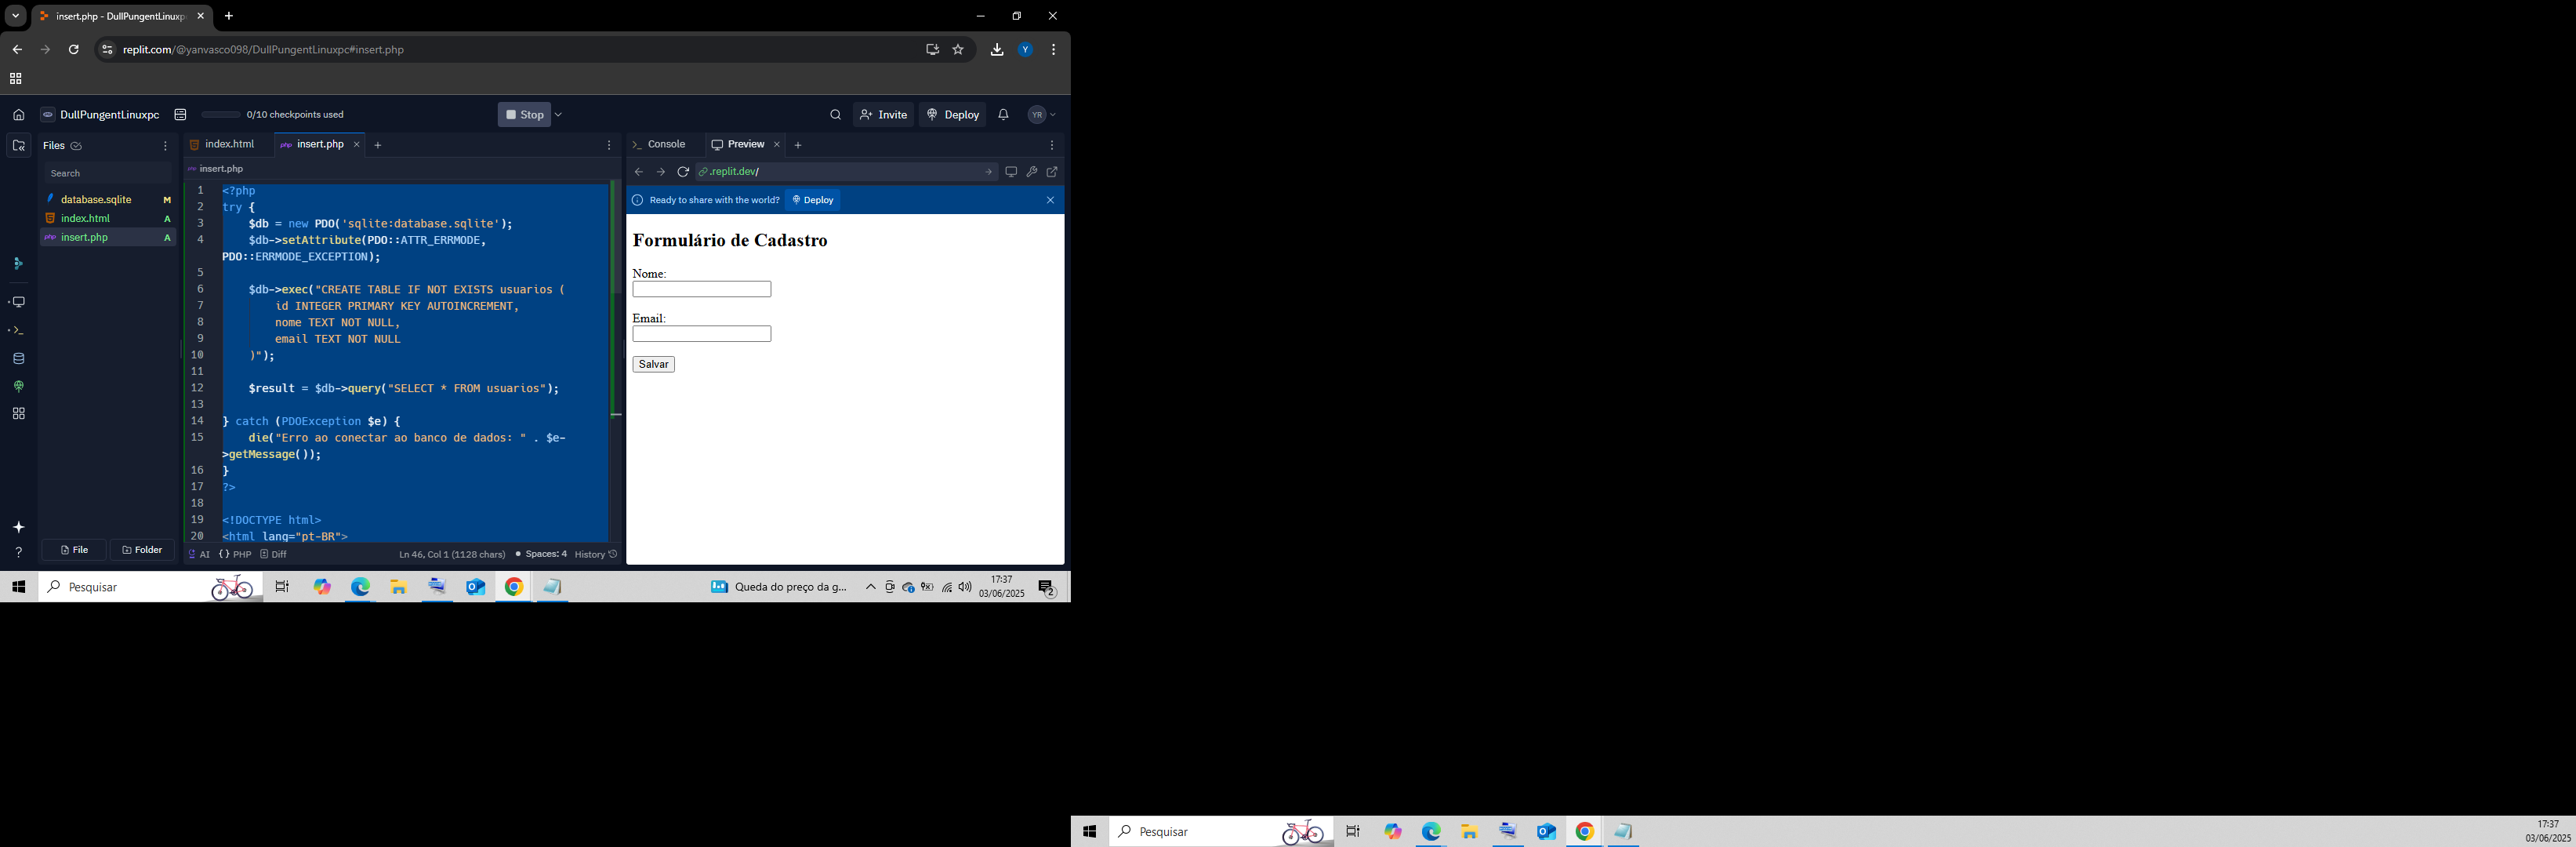 insert.php - DullPungentLinuxpc
replit.com/@yanvasco098/DullPungentLinuxpc#insert.php
Y
DullPungentLinuxpc
0/10 checkpoints used
Stop
Invite
Deploy
YR
Files
Search
database.sqlite M
index.html A
php insert.php A
File
Folder
index.html
php insert.php
php insert.php
1 <?php
2 try {
3 $db = new PDO('sqlite:database.sqlite');
4 $db->setAttribute(PDO::ATTR_ERRMODE,
PDO::ERRMODE_EXCEPTION);
5
6 $db->exec("CREATE TABLE IF NOT EXISTS usuarios (
7 id INTEGER PRIMARY KEY AUTOINCREMENT,
8 nome TEXT NOT NULL,
9 email TEXT NOT NULL
10 )");
11
12 $result = $db->query("SELECT * FROM usuarios");
13
14 } catch (PDOException $e) {
15 die("Erro ao conectar ao banco de dados: " . $e-
>getMessage());
16 }
17 ?>
18
19 <!DOCTYPE html>
20 <html lang="pt-BR">
AI
{} PHP
Diff
Ln 46, Col 1 (1128 chars)
Spaces: 4
History
Console
Preview
.replit.dev/
Ready to share with the world?
Deploy
Formulário de Cadastro
Nome:
Email:
Salvar
Pesquisar
Queda do preço da g...
17:37
03/06/2025
2
Pesquisar
17:37
03/06/2025